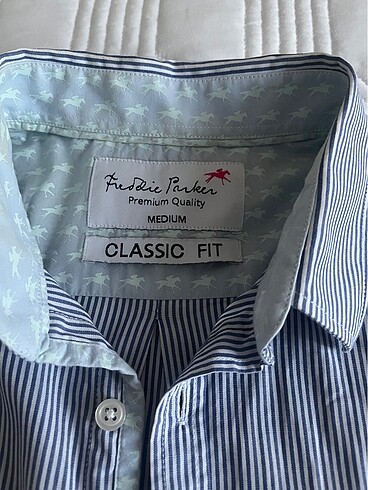 Freddie Parker
Premium Quality
MEDIUM
CLASSIC FIT